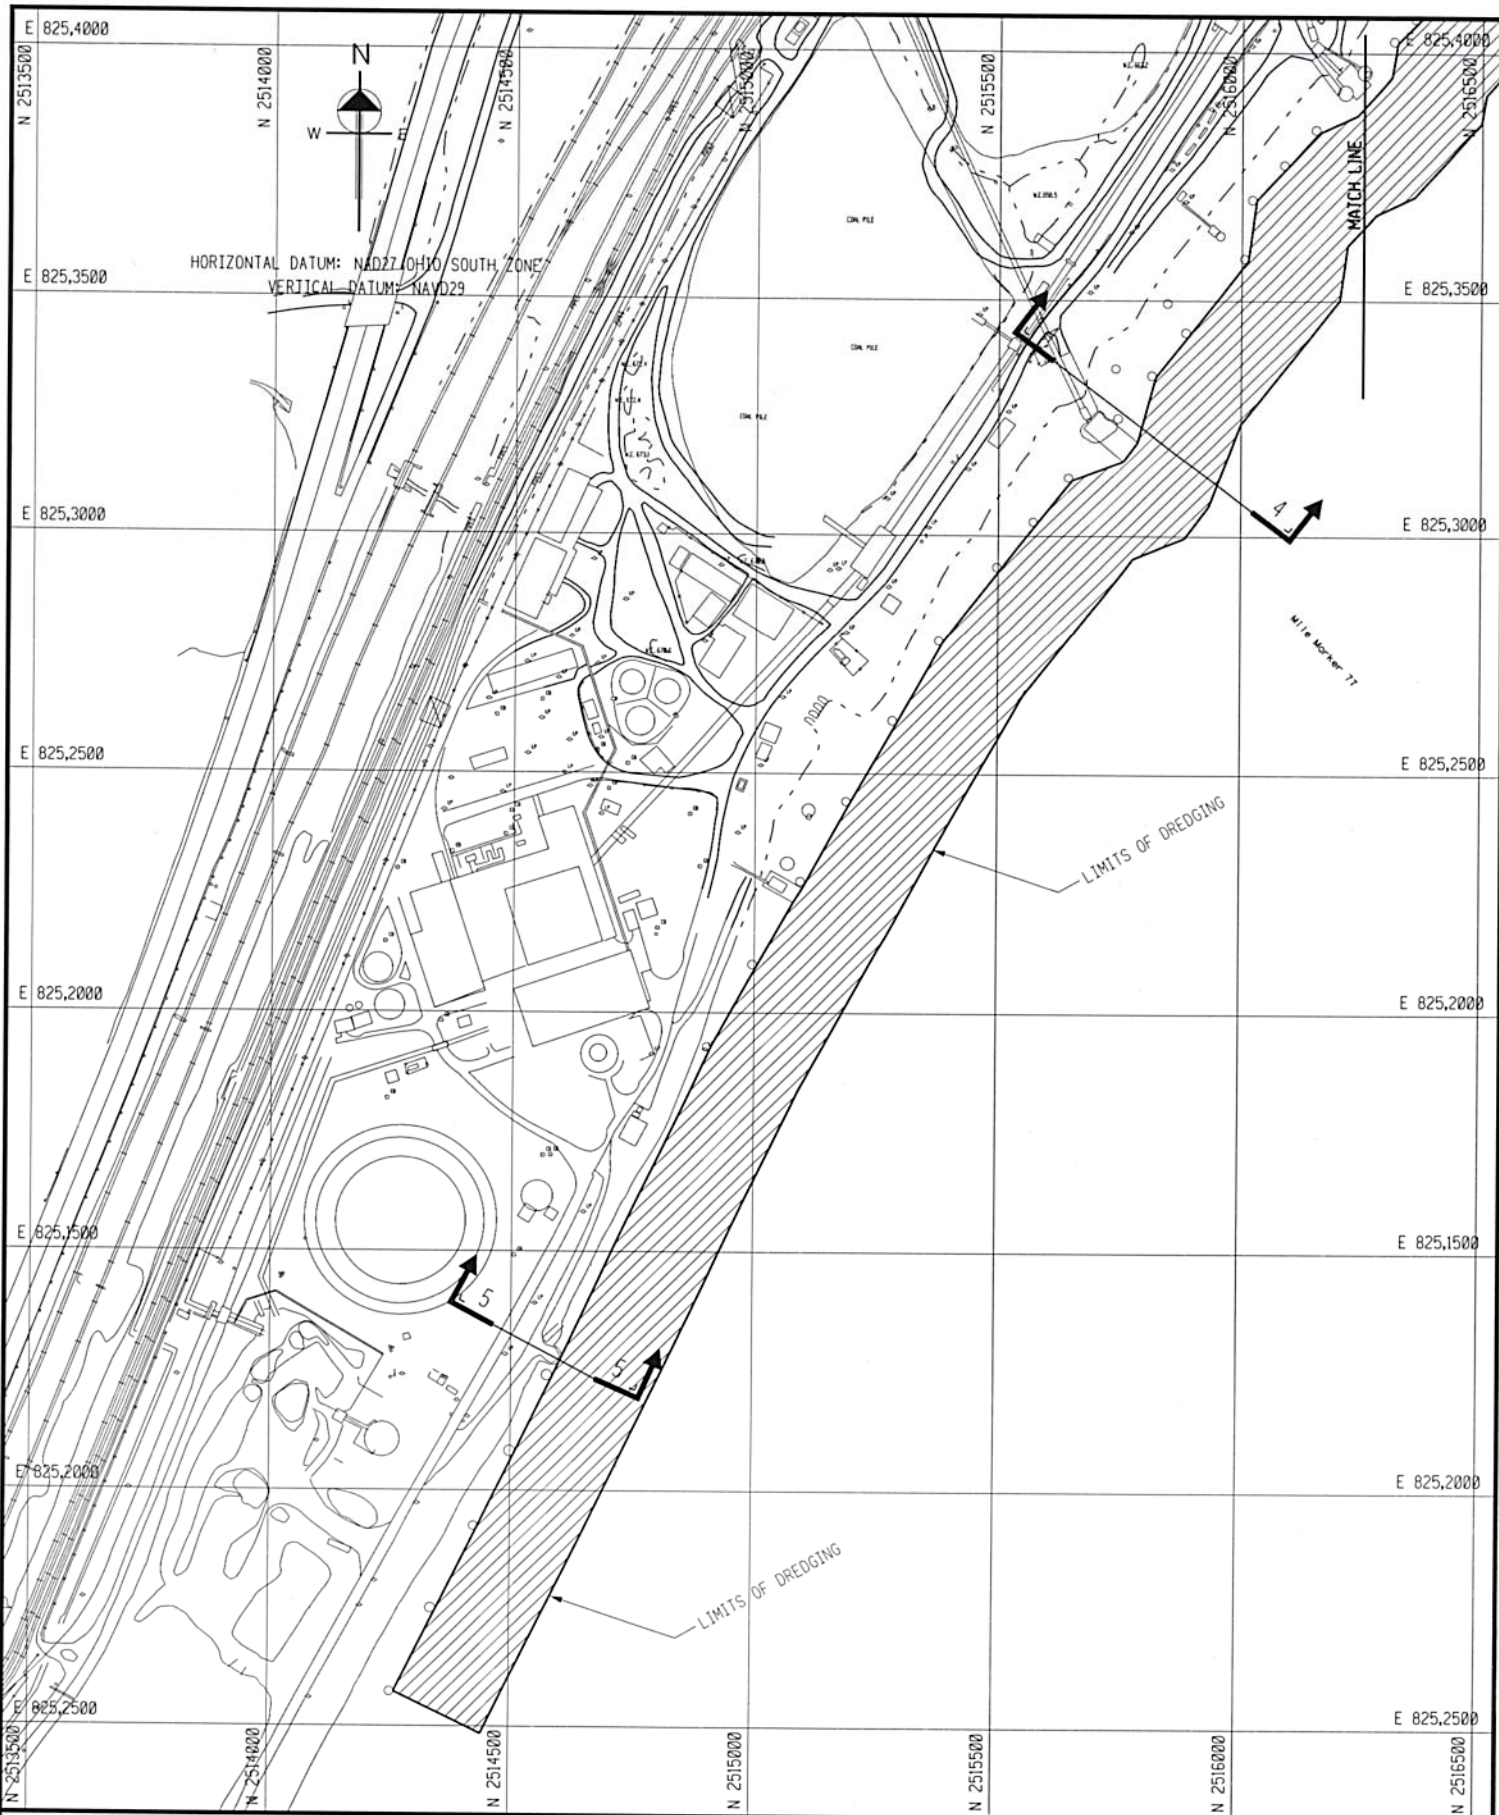 E 825,4000
E 825,4000
N 2513500
N 2514000
N 2514500
N 2515000
N 2515500
N 2516000
N 2516500
N
W E
MATCH LINE
HORIZONTAL DATUM: NAD27 OHIO SOUTH ZONE
VERTICAL DATUM: NAVD29
COAL PILE
COAL PILE
COAL PILE
E 825,3500
E 825,3500
E 825,3000
E 825,3000
4
Mile Marker 77
E 825,2500
E 825,2500
LIMITS OF DREDGING
E 825,2000
E 825,2000
E 825,1500
E 825,1500
5
5
E 825,2000
E 825,2000
LIMITS OF DREDGING
E 825,2500
E 825,2500
N 2513500
N 2514000
N 2514500
N 2515000
N 2515500
N 2516000
N 2516500